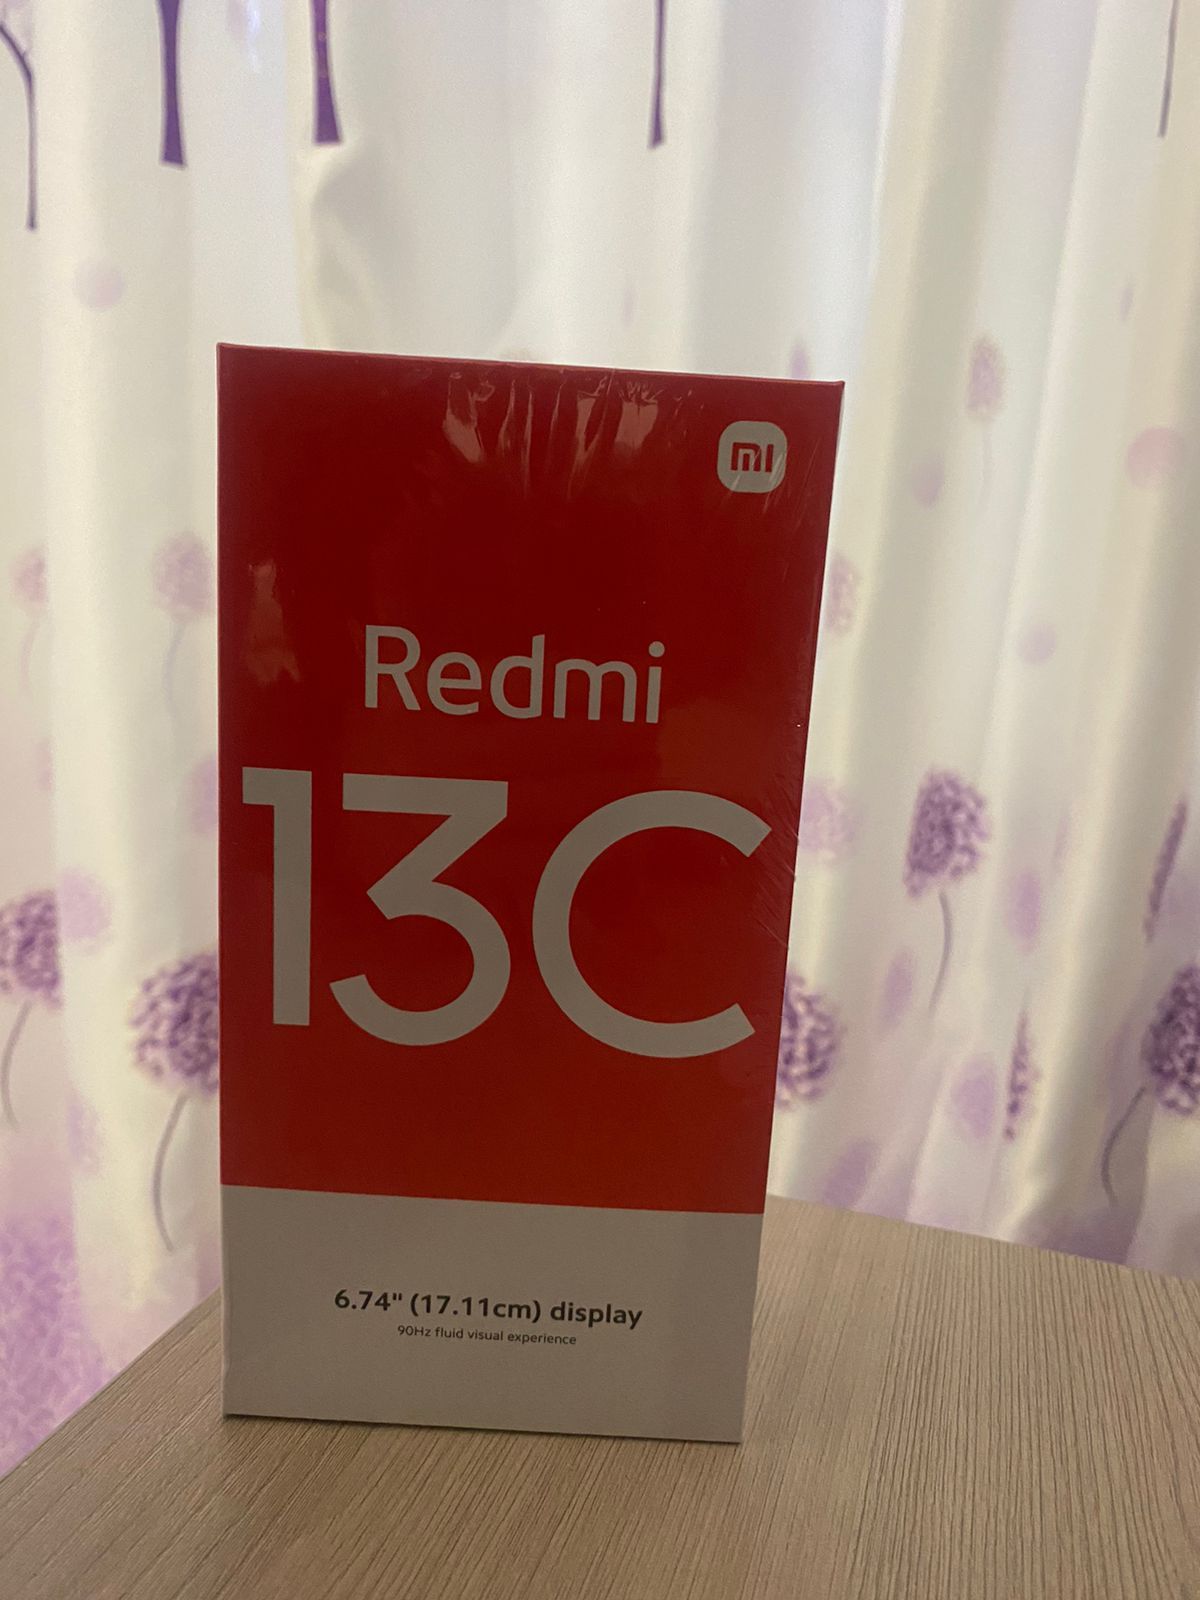 mi
Redmi
13C
6.74" (17.11cm) display
90Hz fluid visual experience